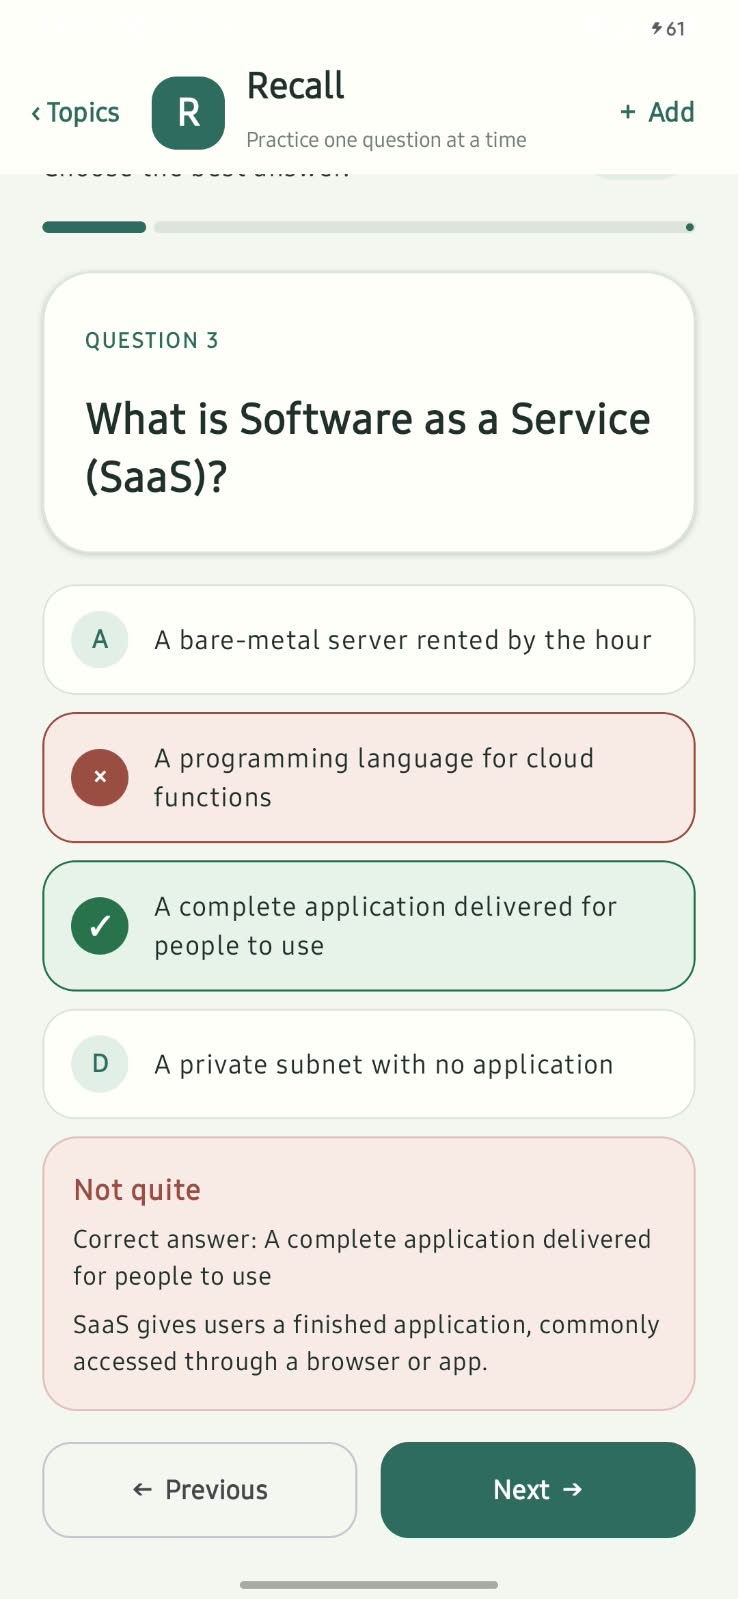 61
‹ Topics
R
Recall
Practice one question at a time
+ Add
QUESTION 3
What is Software as a Service
(SaaS)?
A
A bare-metal server rented by the hour
×
A programming language for cloud
functions
✓
A complete application delivered for
people to use
D
A private subnet with no application
Not quite
Correct answer: A complete application delivered
for people to use
SaaS gives users a finished application, commonly
accessed through a browser or app.
← Previous
Next →